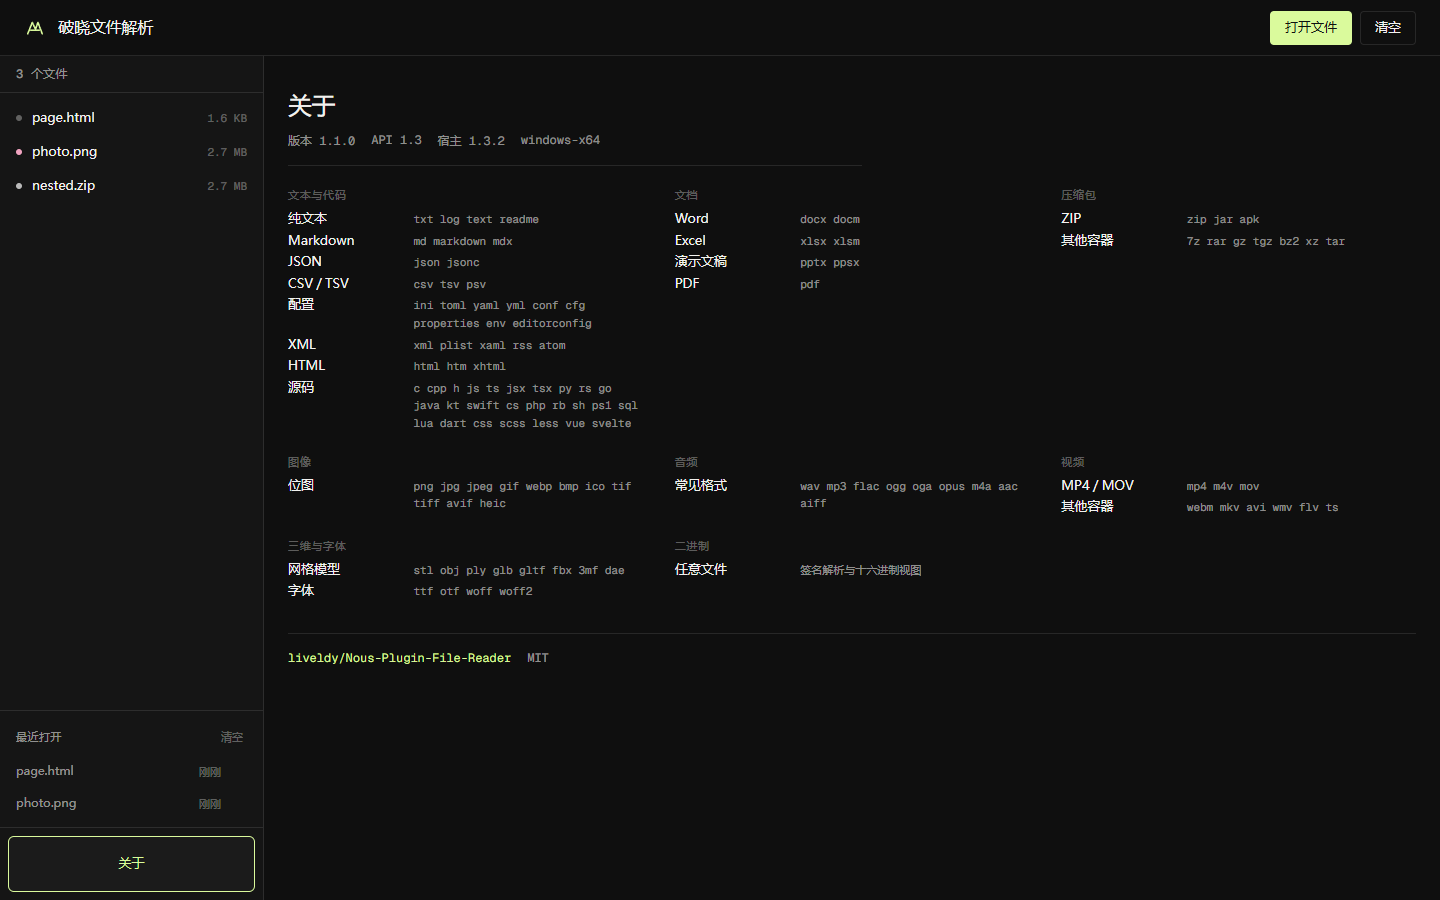 破晓文件解析
打开文件
清空
3 个文件
page.html 1.6 KB
photo.png 2.7 MB
nested.zip 2.7 MB
最近打开 清空
page.html 刚刚
photo.png 刚刚
关于
关于
版本 1.1.0 API 1.3 宿主 1.3.2 windows-x64
文本与代码
纯文本 txt log text readme
Markdown md markdown mdx
JSON json jsonc
CSV / TSV csv tsv psv
配置 ini toml yaml yml conf cfg
properties env editorconfig
XML xml plist xaml rss atom
HTML html htm xhtml
源码 c cpp h js ts jsx tsx py rs go
java kt swift cs php rb sh ps1 sql
lua dart css scss less vue svelte
文档
Word docx docm
Excel xlsx xlsm
演示文稿 pptx ppsx
PDF pdf
压缩包
ZIP zip jar apk
其他容器 7z rar gz tgz bz2 xz tar
图像
位图 png jpg jpeg gif webp bmp ico tif
tiff avif heic
音频
常见格式 wav mp3 flac ogg oga opus m4a aac
aiff
视频
MP4 / MOV mp4 m4v mov
其他容器 webm mkv avi wmv flv ts
三维与字体
网格模型 stl obj ply glb gltf fbx 3mf dae
字体 ttf otf woff woff2
二进制
任意文件 签名解析与十六进制视图
liveldy/Nous-Plugin-File-Reader MIT